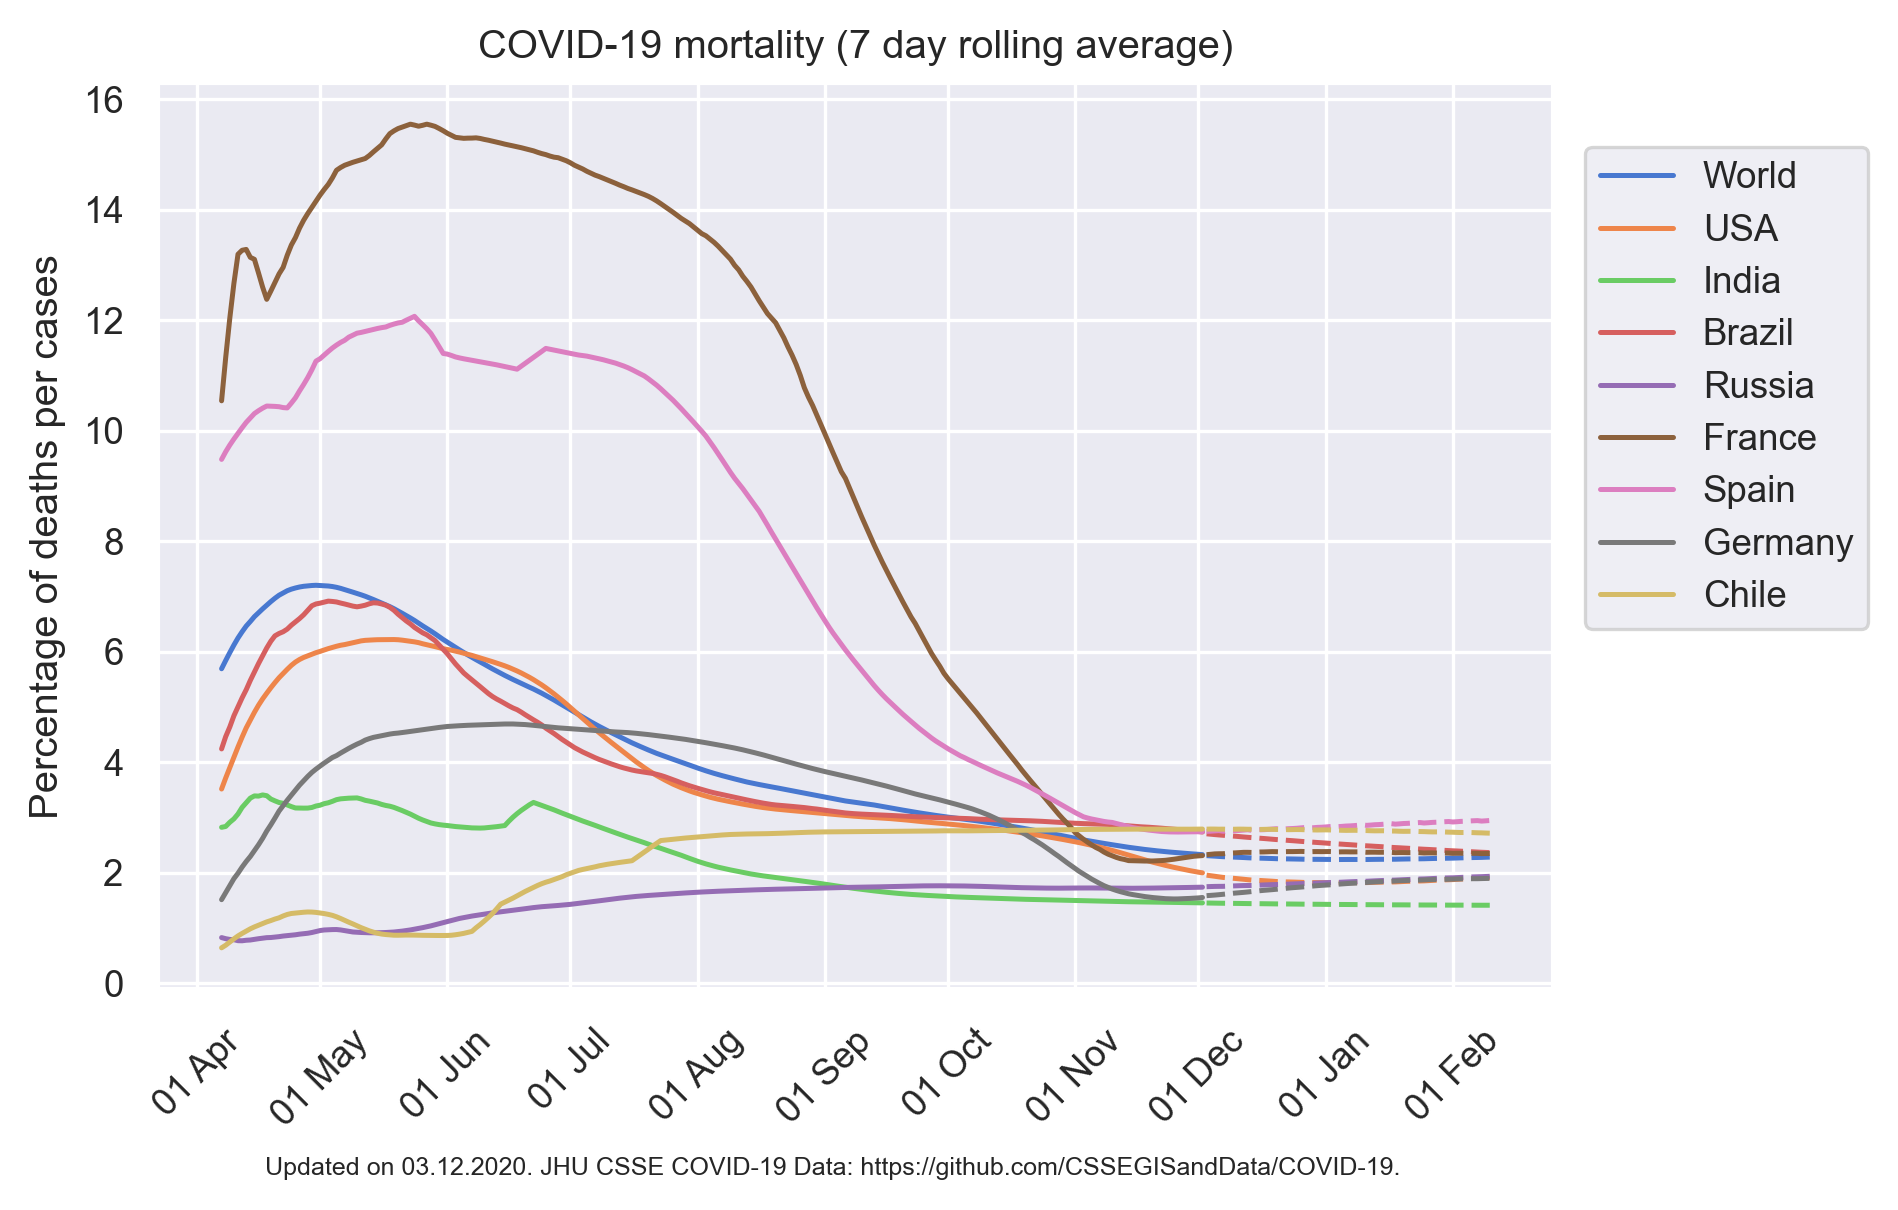 COVID-19 mortality (7 day rolling average)
Percentage of deaths per cases
16
14
12
10
8
6
4
2
0
01 Apr
01 May
01 Jun
01 Jul
01 Aug
01 Sep
01 Oct
01 Nov
01 Dec
01 Jan
01 Feb
World
USA
India
Brazil
Russia
France
Spain
Germany
Chile
Updated on 03.12.2020. JHU CSSE COVID-19 Data: https://github.com/CSSEGISandData/COVID-19.